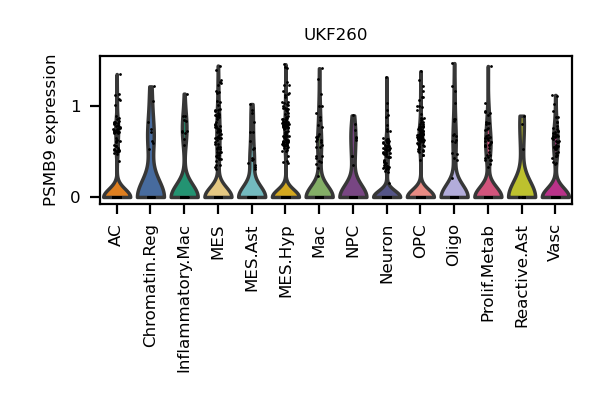 UKF260
PSMB9 expression
1
0
AC
Chromatin.Reg
Inflammatory.Mac
MES
MES.Ast
MES.Hyp
Mac
NPC
Neuron
OPC
Oligo
Prolif.Metab
Reactive.Ast
Vasc